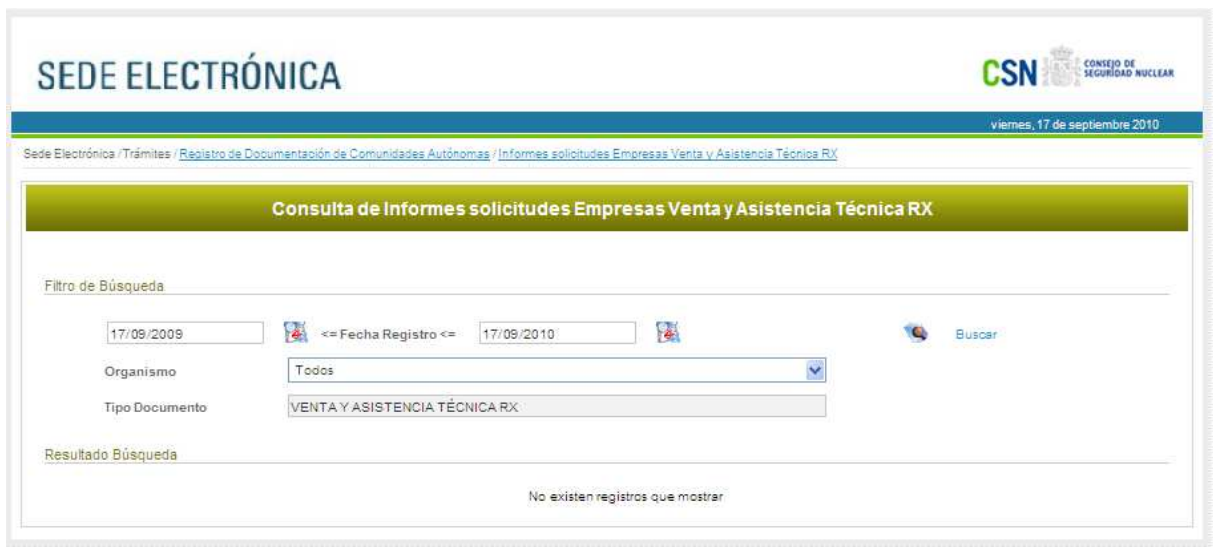 SEDE ELECTRÓNICA
CSN CONSEJO DE SEGURIDAD NUCLEAR
viernes, 17 de septiembre 2010
Sede Electrónica / Trámites / Registro de Documentación de Comunidades Autónomas / Informes solicitudes Empresas Venta y Asistencia Técnica RX
Consulta de Informes solicitudes Empresas Venta y Asistencia Técnica RX
Filtro de Búsqueda
17/09/2009 <= Fecha Registro <= 17/09/2010 Buscar
Organismo Todos
Tipo Documento VENTA Y ASISTENCIA TÉCNICA RX
Resultado Búsqueda
No existen registros que mostrar